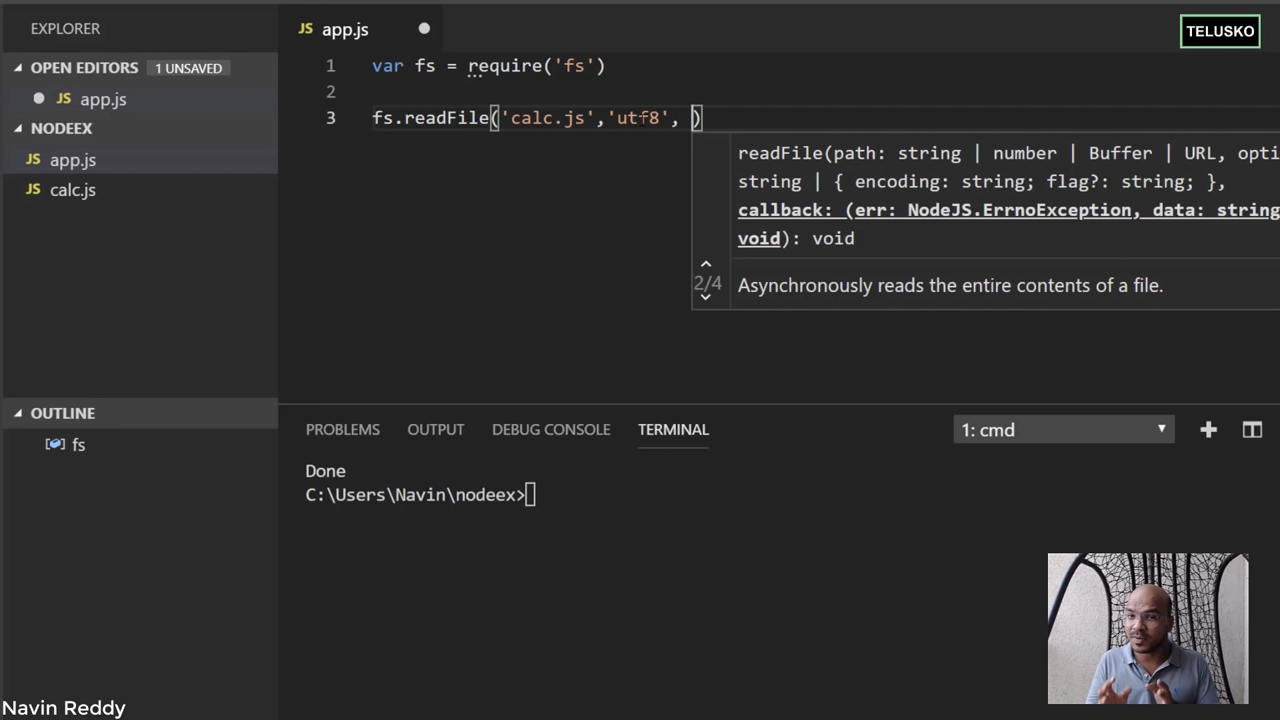 EXPLORER
JS app.js
TELUSKO
OPEN EDITORS 1 UNSAVED
JS app.js
NODEEX
JS app.js
JS calc.js
1 var fs = require('fs')
2
3 fs.readFile('calc.js','utf8', )
readFile(path: string | number | Buffer | URL, opti
string | { encoding: string; flag?: string; },
callback: (err: NodeJS.ErrnoException, data: string
void): void
2/4
Asynchronously reads the entire contents of a file.
OUTLINE
fs
PROBLEMS OUTPUT DEBUG CONSOLE TERMINAL 1: cmd
Done
C:\Users\Navin\nodeex>
Navin Reddy